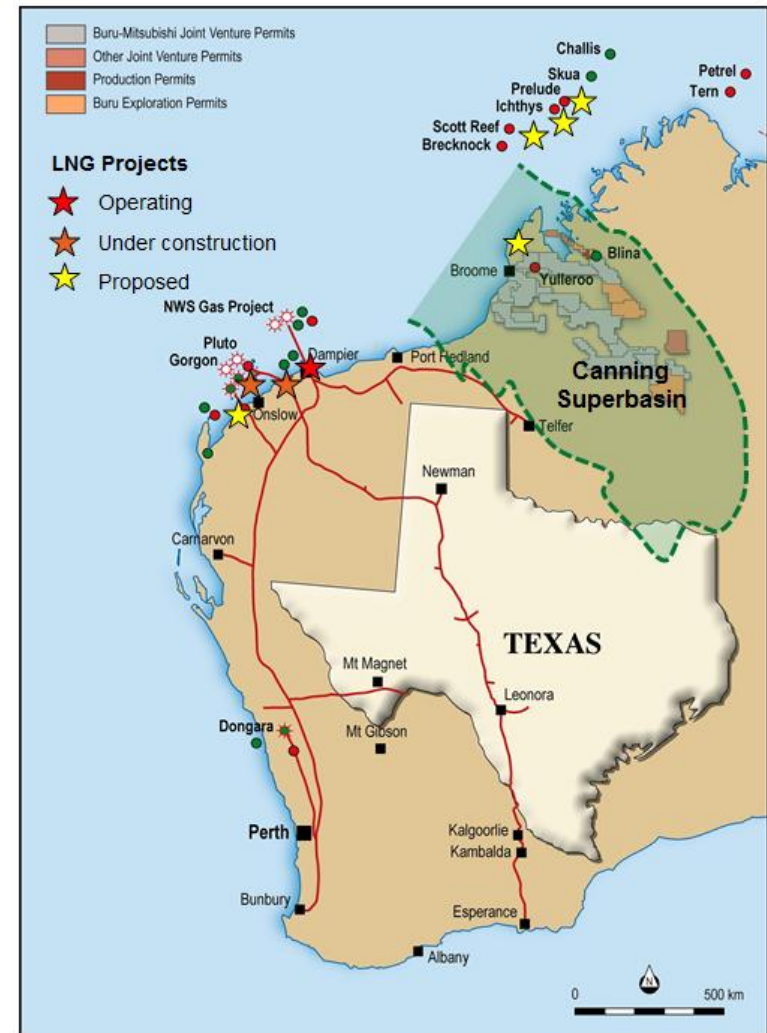 Buru-Mitsubishi Joint Venture Permits
Other Joint Venture Permits
Production Permits
Buru Exploration Permits
LNG Projects
Operating
Under construction
Proposed
Challis
Skua
Prelude
Ichthys
Scott Reef
Brecknock
Petrel
Tern
Broome
Blina
Yulleroo
NWS Gas Project
Pluto
Gorgon
Dampier
Port Hedland
Onslow
Canning
Superbasin
Telfer
Newman
Carnarvon
TEXAS
Mt Magnet
Leonora
Dongara
Mt Gibson
Perth
Kalgoorlie
Kambalda
Bunbury
Esperance
Albany
N
0
500 km